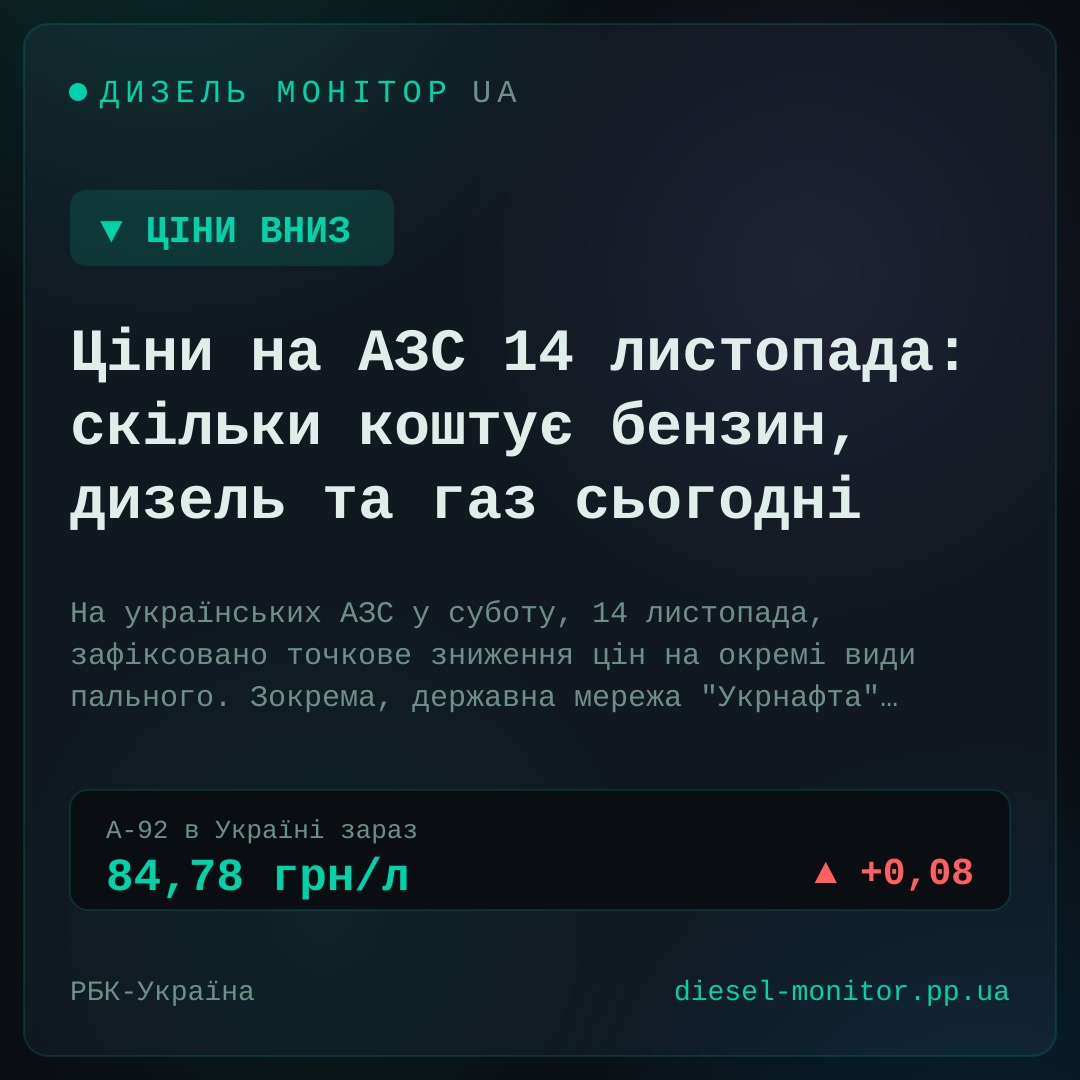 ДИЗЕЛЬ МОНІТОР UA
▼ ЦІНИ ВНИЗ
Ціни на АЗС 14 листопада:
скільки коштує бензин,
дизель та газ сьогодні
На українських АЗС у суботу, 14 листопада,
зафіксовано точкове зниження цін на окремі види
пального. Зокрема, державна мережа "Укрнафта"…
А-92 в Україні зараз
84,78 грн/л
▲ +0,08
РБК-Україна
diesel-monitor.pp.ua